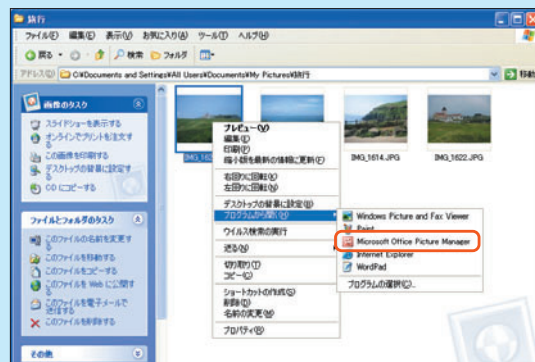 旅行
ファイル(F) 編集(E) 表示(V) お気に入り(A) ツール(T) ヘルプ(H)
戻る 検索 フォルダ
アドレス(D) C:¥Documents and Settings¥All Users¥Documents¥My Pictures¥旅行 移動
画像のタスク
スライドショーを表示する
オンラインでプリントを注文する
この画像を印刷する
デスクトップの背景に設定する
CD にコピーする
ファイルとフォルダのタスク
このファイルの名前を変更する
このファイルを移動する
このファイルをコピーする
このファイルを Web に公開する
このファイルを電子メールで送信する
このファイルを削除する
その他
IMG_1614.JPG
IMG_1622.JPG
プレビュー(V)
編集(E)
印刷(P)
縮小版を最新の情報に更新(F)
右回りに回転(K)
左回りに回転(N)
デスクトップの背景に設定(B)
プログラムから開く(H)
ウイルス検索の実行
送る(N)
切り取り(T)
コピー(C)
ショートカットの作成(S)
削除(D)
名前の変更(M)
プロパティ(R)
Windows Picture and Fax Viewer
Paint
Microsoft Office Picture Manager
Internet Explorer
WordPad
プログラムの選択(C)...